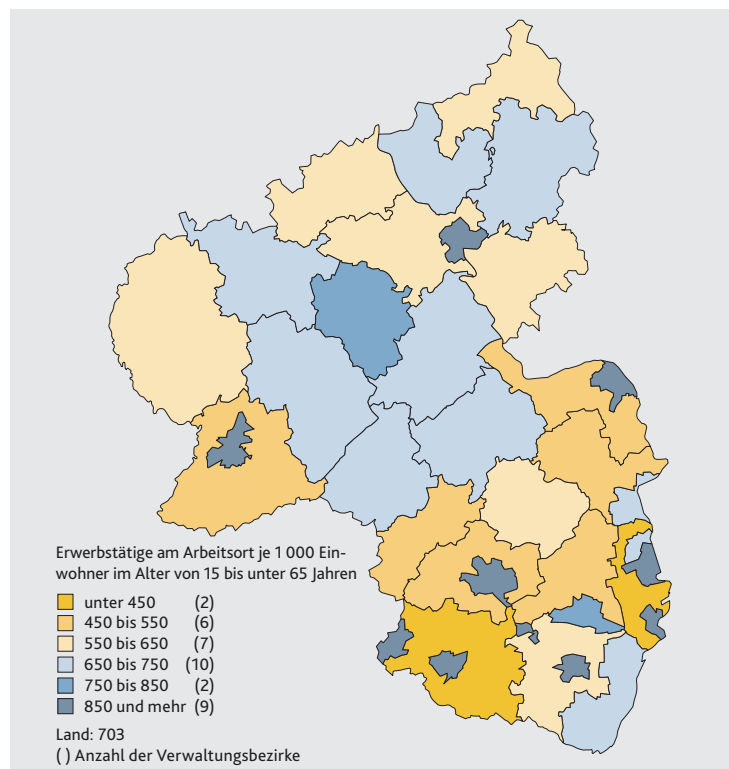 Erwerbstätige am Arbeitsort je 1 000 Ein-
wohner im Alter von 15 bis unter 65 Jahren
unter 450 (2)
450 bis 550 (6)
550 bis 650 (7)
650 bis 750 (10)
750 bis 850 (2)
850 und mehr (9)
Land: 703
( ) Anzahl der Verwaltungsbezirke